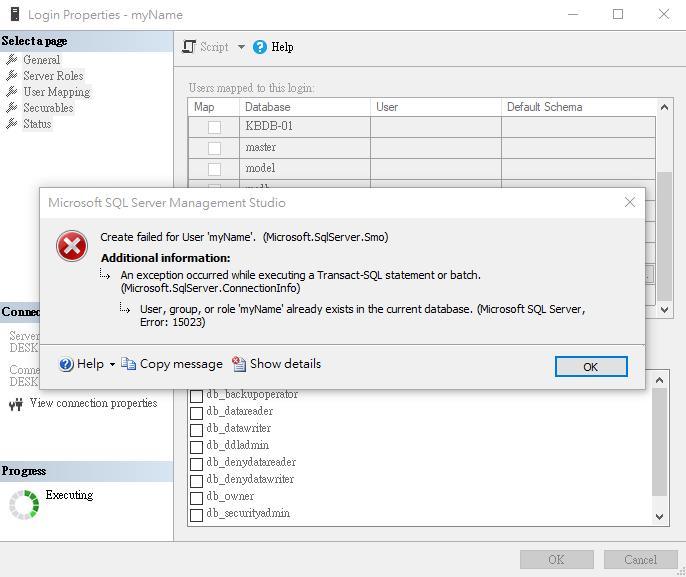 Login Properties - myName
Select a page
General
Server Roles
User Mapping
Securables
Status
Script
Help
Users mapped to this login:
Map Database User Default Schema
KBDB-01
master
model
Microsoft SQL Server Management Studio
Create failed for User 'myName'. (Microsoft.SqlServer.Smo)
Additional information:
An exception occurred while executing a Transact-SQL statement or batch.
(Microsoft.SqlServer.ConnectionInfo)
User, group, or role 'myName' already exists in the current database. (Microsoft SQL Server,
Error: 15023)
Help
Copy message
Show details
OK
Connec
Server
DESK
Conne
DESK
View connection properties
db_backupoperator
db_datareader
db_datawriter
db_ddladmin
db_denydatareader
db_denydatawriter
db_owner
db_securityadmin
Progress
Executing
OK
Cancel